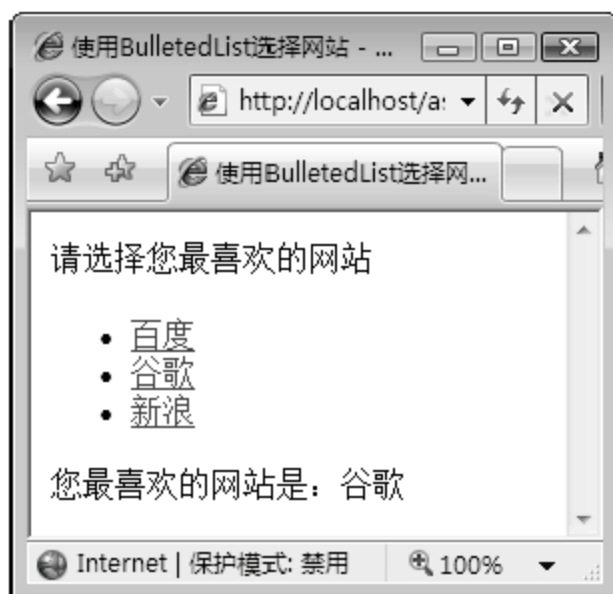 使用BulletedList选择网站 - ...
http://localhost/a:
使用BulletedList选择网...
请选择您最喜欢的网站
• 百度
• 谷歌
• 新浪
您最喜欢的网站是：谷歌
Internet | 保护模式: 禁用 100%